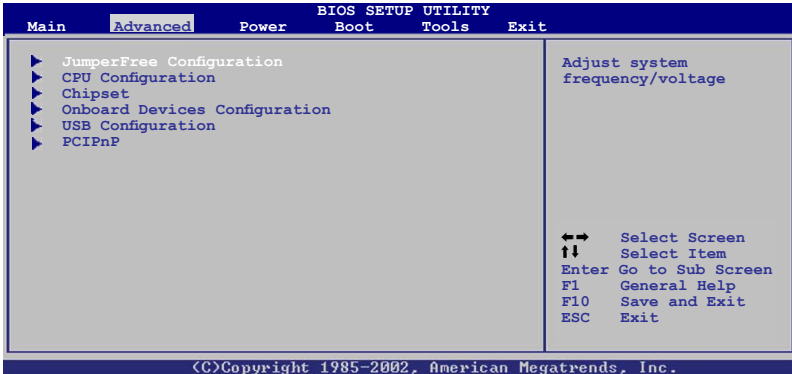 BIOS SETUP UTILITY
Main Advanced Power Boot Tools Exit
JumperFree Configuration
CPU Configuration
Chipset
Onboard Devices Configuration
USB Configuration
PCIPnP
Adjust system
frequency/voltage
←→ Select Screen
↑↓ Select Item
Enter Go to Sub Screen
F1 General Help
F10 Save and Exit
ESC Exit
(C)Copyright 1985-2002, American Megatrends, Inc.